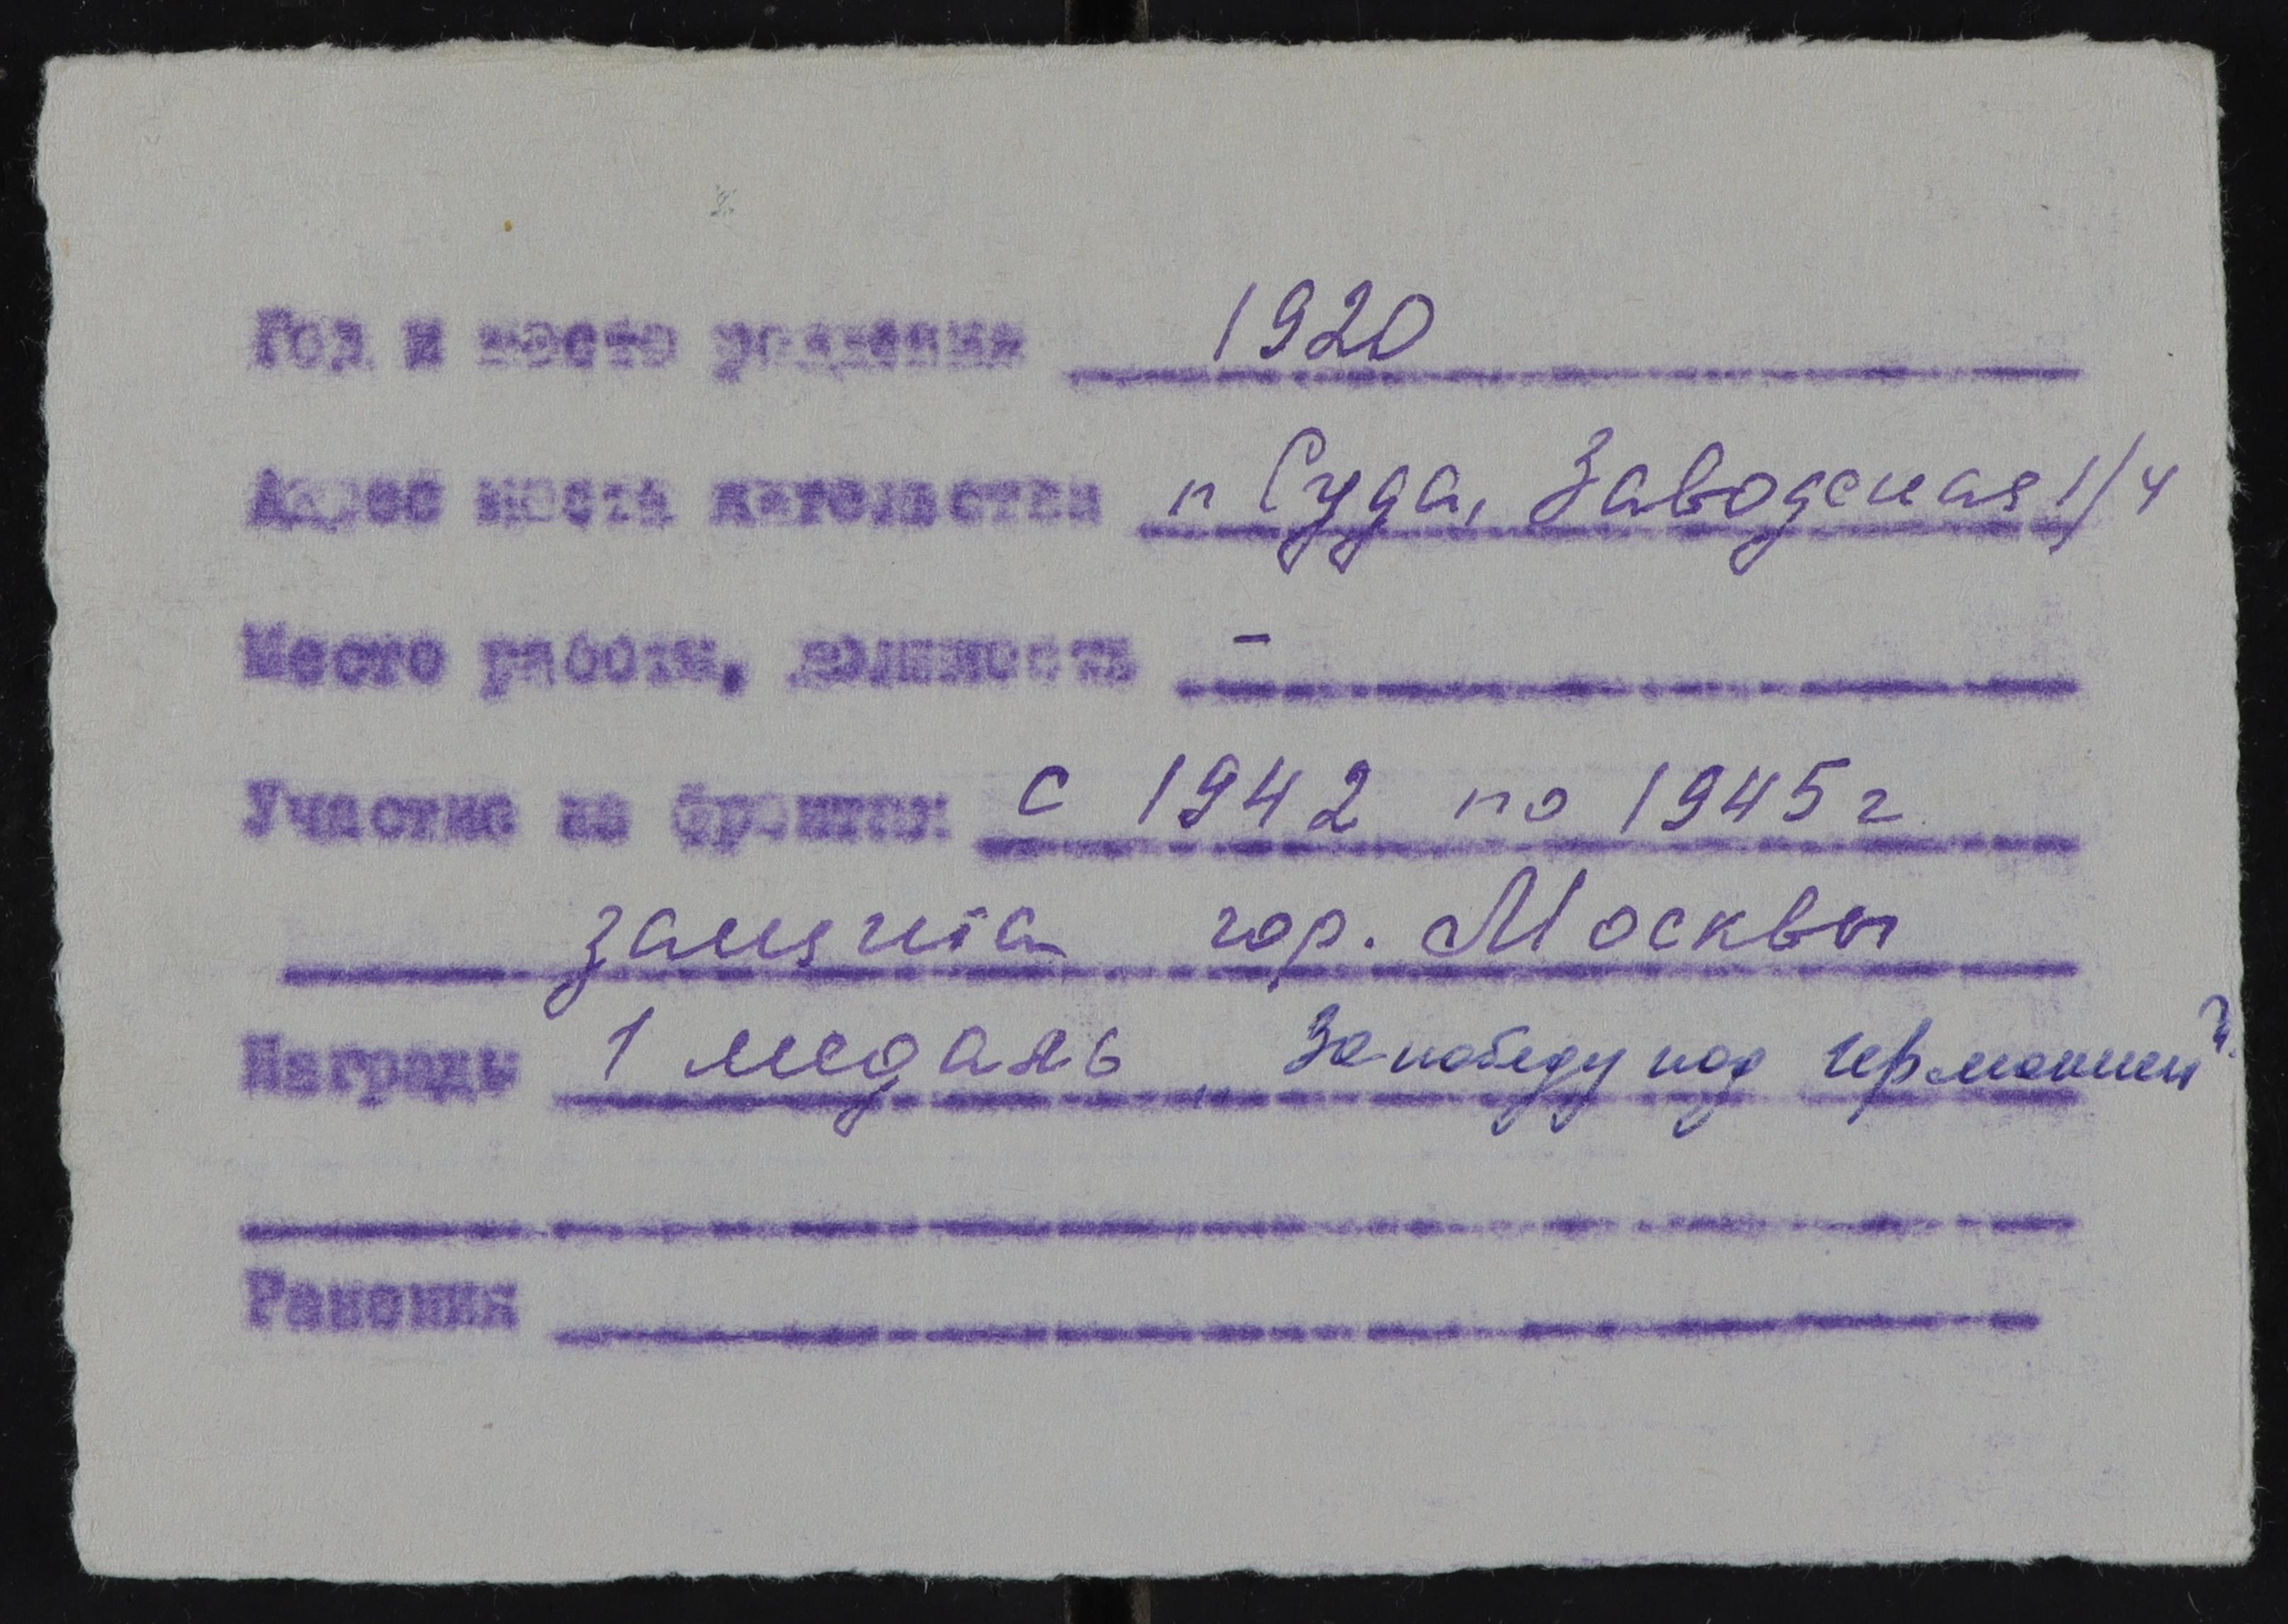 Год и место рождения 1920
Адрес места жительства п Суда, Заводская 1/4
Место работы, должность -
Участие на фронтах с 1942 по 1945 г.
защита гор. Москвы
Награды 1 медаль „За победу над Германией"
Ранения